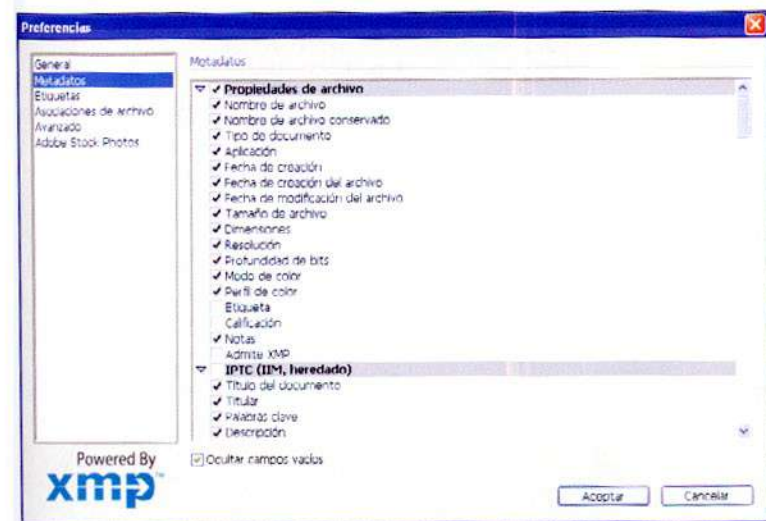 Preferencias
General
Metadatos
Etiquetas
Asociaciones de archivo
Avanzado
Adobe Stock Photos
Metadatos
Propiedades de archivo
Nombre de archivo
Nombre de archivo conservado
Tipo de documento
Aplicación
Fecha de creación
Fecha de creación del archivo
Fecha de modificación del archivo
Tamaño de archivo
Dimensiones
Resolución
Profundidad de bits
Modo de color
Perfil de color
Etiqueta
Calificación
Notas
Admite XMP
IPTC (IIM, heredado)
Título del documento
Titular
Palabras clave
Descripción
Ocultar campos vacíos
Powered By
xmp™
Aceptar
Cancelar